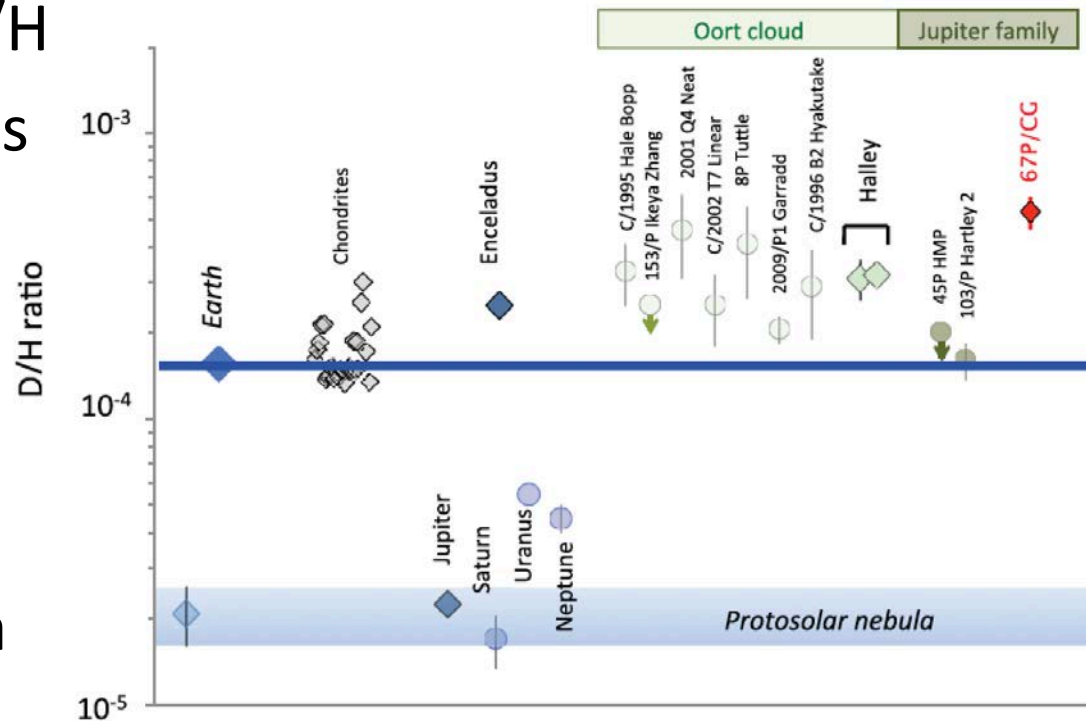 /H
s
n
Oort cloud
Jupiter family
D/H ratio
10-3
10-4
10-5
Earth
Chondrites
Enceladus
C/1995 Hale Bopp
153/P Ikeya Zhang
2001 Q4 Neat
C/2002 T7 Linear
8P Tuttle
2009/P1 Garradd
C/1996 B2 Hyakutake
Halley
45P HMP
103/P Hartley 2
67P/CG
Jupiter
Saturn
Uranus
Neptune
Protosolar nebula